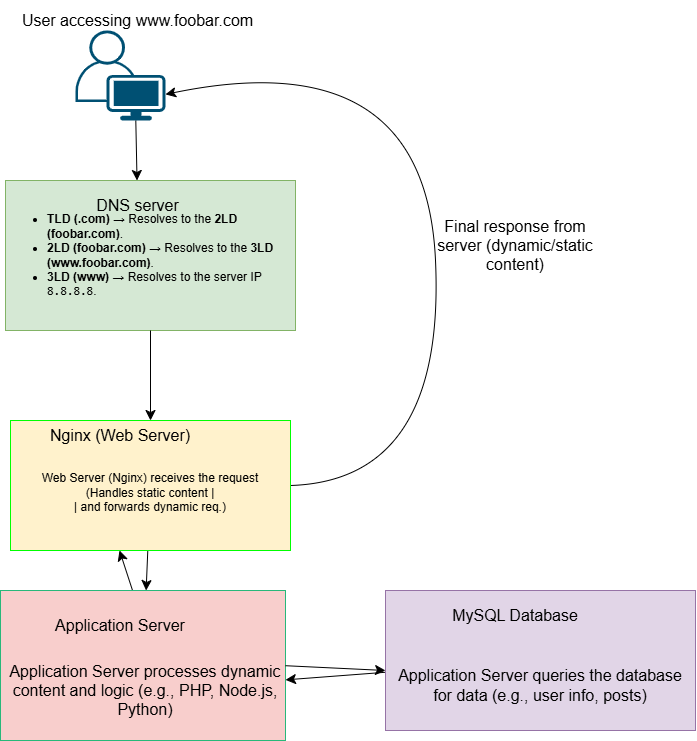 User accessing www.foobar.com
DNS server
• TLD (.com) → Resolves to the 2LD
(foobar.com).
• 2LD (foobar.com) → Resolves to the 3LD
(www.foobar.com).
• 3LD (www) → Resolves to the server IP
8.8.8.8.
Final response from
server (dynamic/static
content)
Nginx (Web Server)
Web Server (Nginx) receives the request
(Handles static content |
| and forwards dynamic req.)
Application Server
Application Server processes dynamic
content and logic (e.g., PHP, Node.js,
Python)
MySQL Database
Application Server queries the database
for data (e.g., user info, posts)